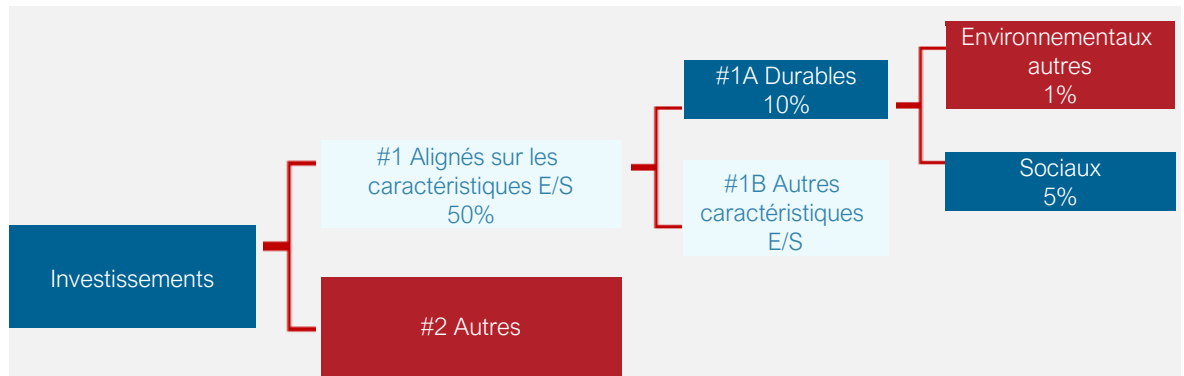 Investissements
#1 Alignés sur les
caractéristiques E/S
50%
#2 Autres
#1A Durables
10%
#1B Autres
caractéristiques
E/S
Environnementaux
autres
1%
Sociaux
5%